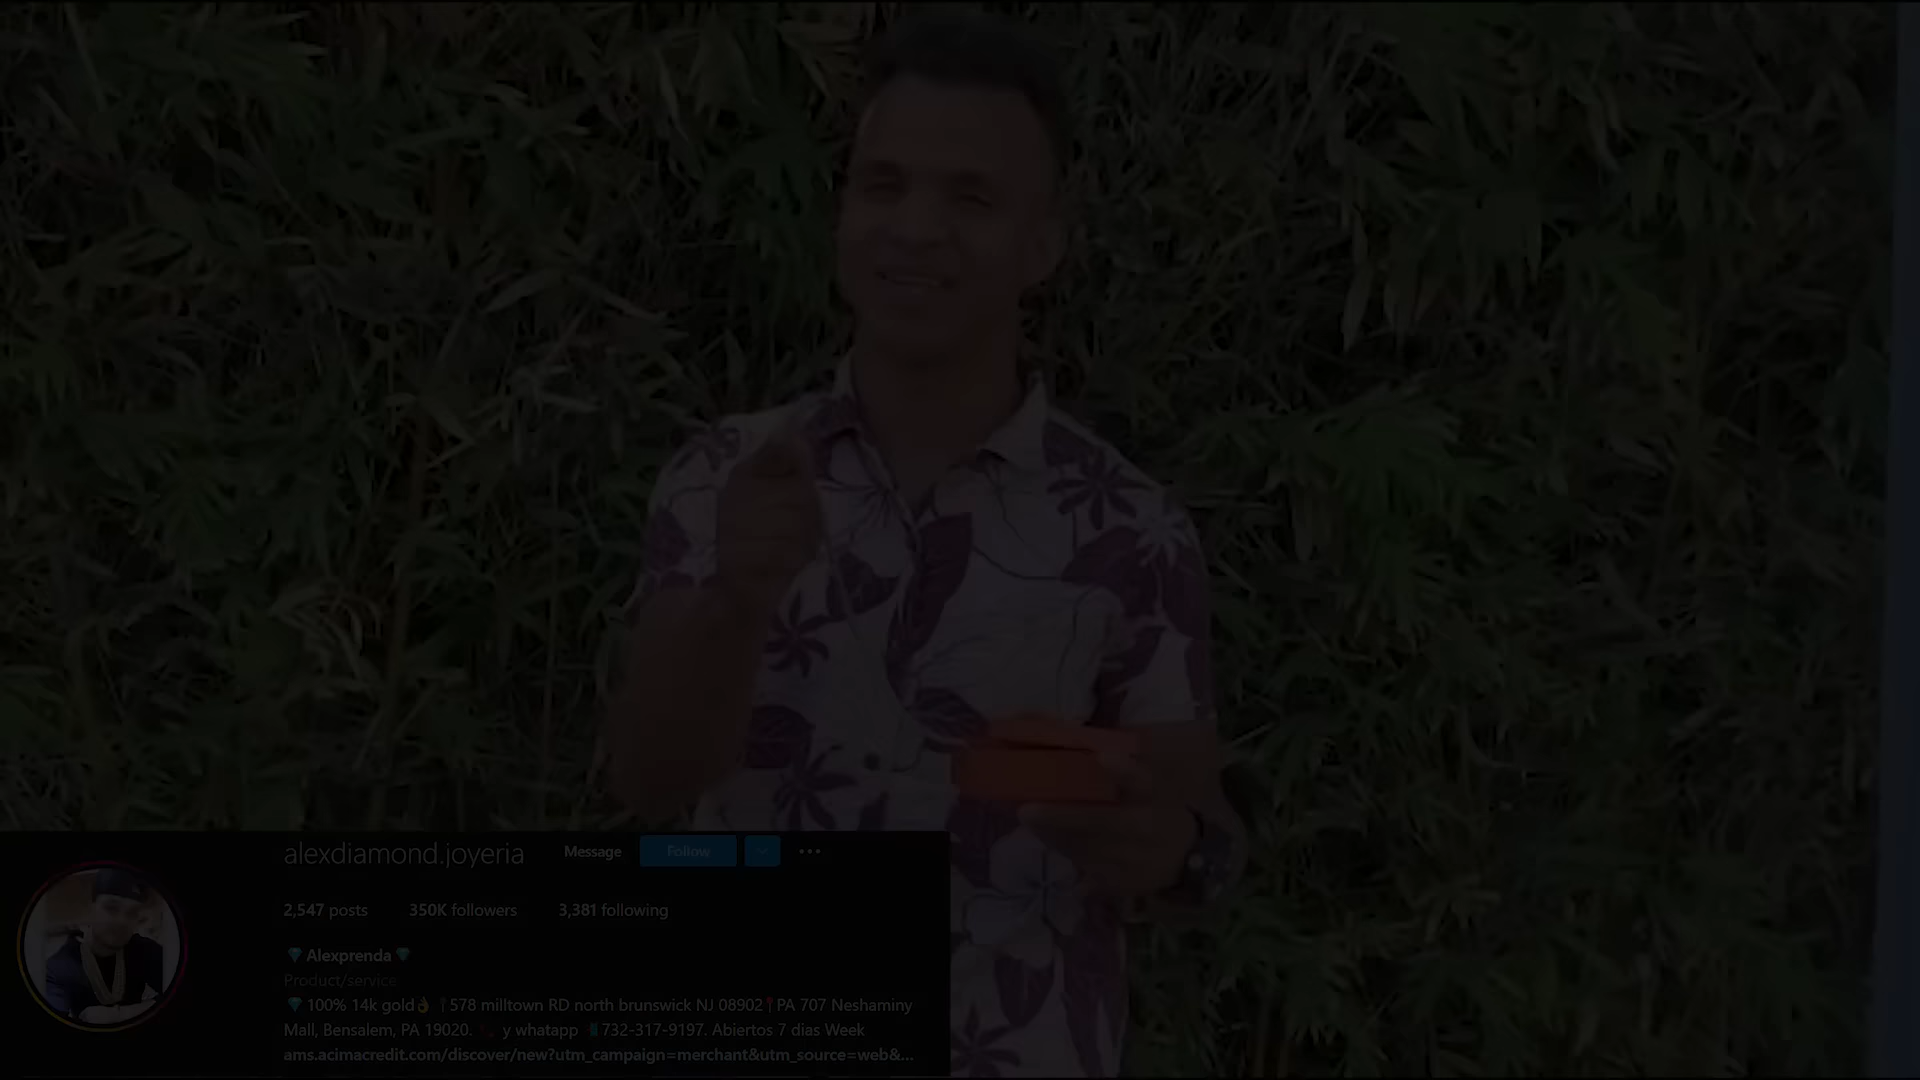 alexdiamond.joyeria Message Follow
2,547 posts 350K followers 3,381 following
💎 Alexprenda 💎
Product/service
💎 100% 14k gold👌 📍578 milltown RD north brunswick NJ 08902📍PA 707 Neshaminy
Mall, Bensalem, PA 19020. 📞 y whatapp 📱732-317-9197. Abiertos 7 dias Week
ams.acimacredit.com/discover/new?utm_campaign=merchant&utm_source=web&...